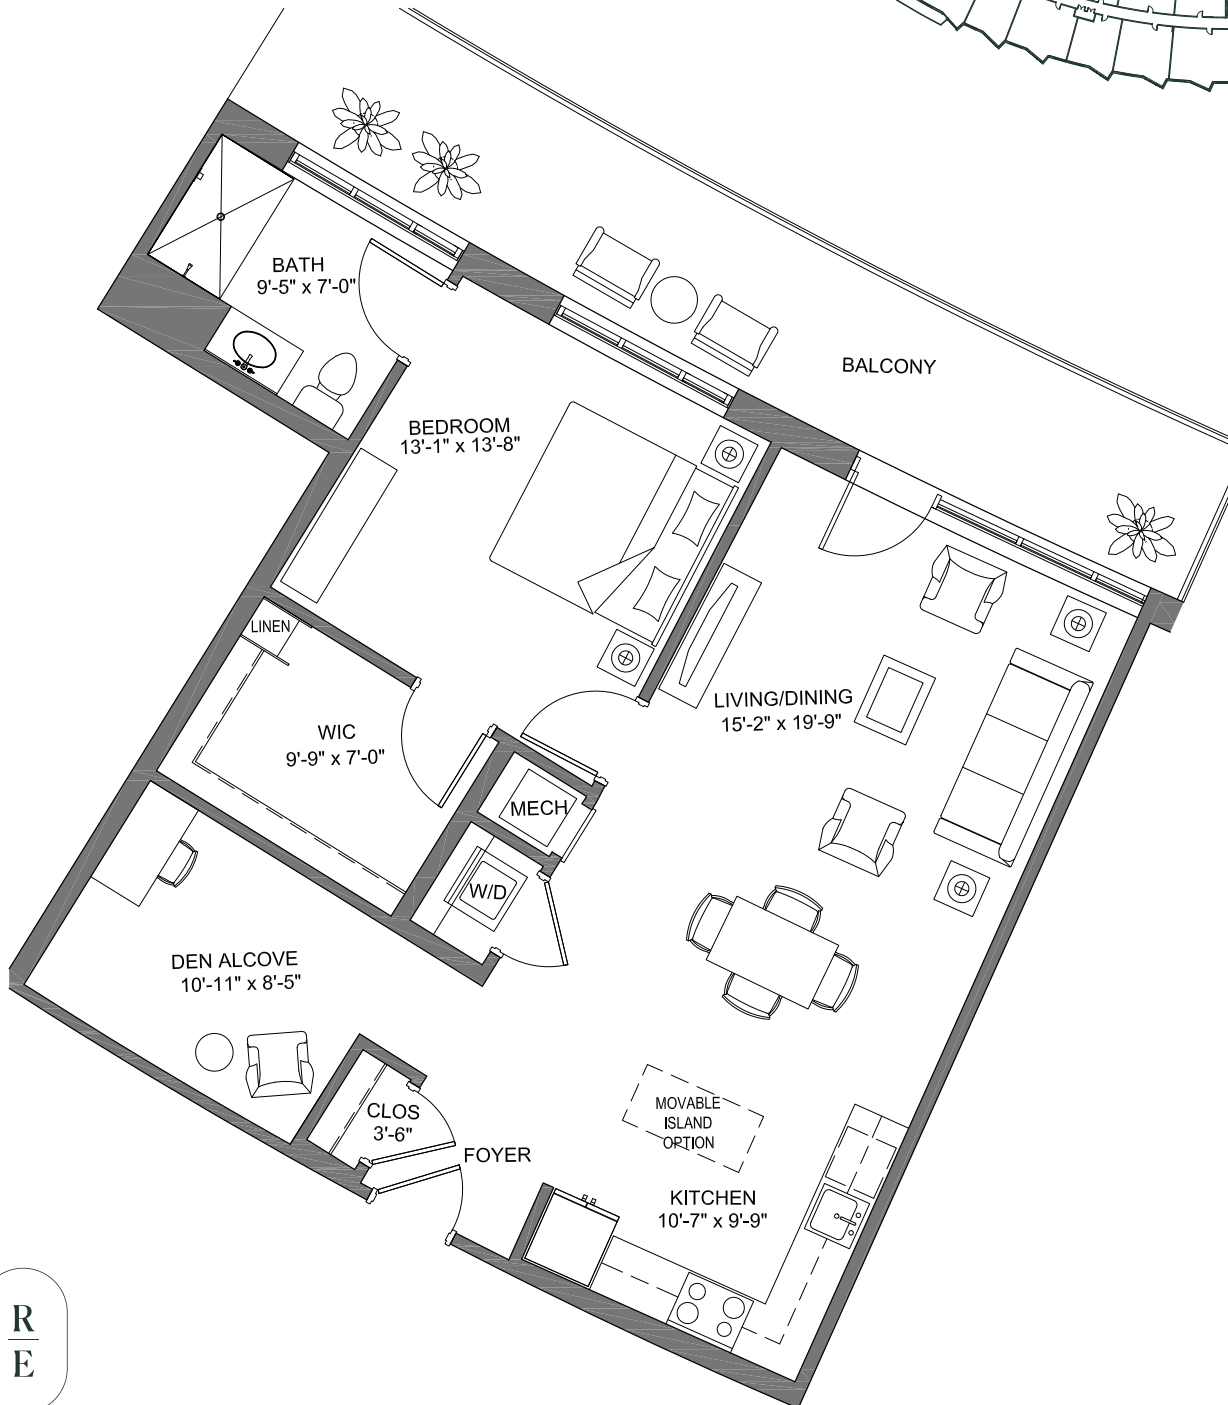 BATH
9'-5" x 7'-0"
BALCONY
BEDROOM
13'-1" x 13'-8"
LINEN
LIVING/DINING
15'-2" x 19'-9"
WIC
9'-9" x 7'-0"
MECH
W/D
DEN ALCOVE
10'-11" x 8'-5"
CLOS
3'-6"
FOYER
MOVABLE
ISLAND
OPTION
KITCHEN
10'-7" x 9'-9"
R
E